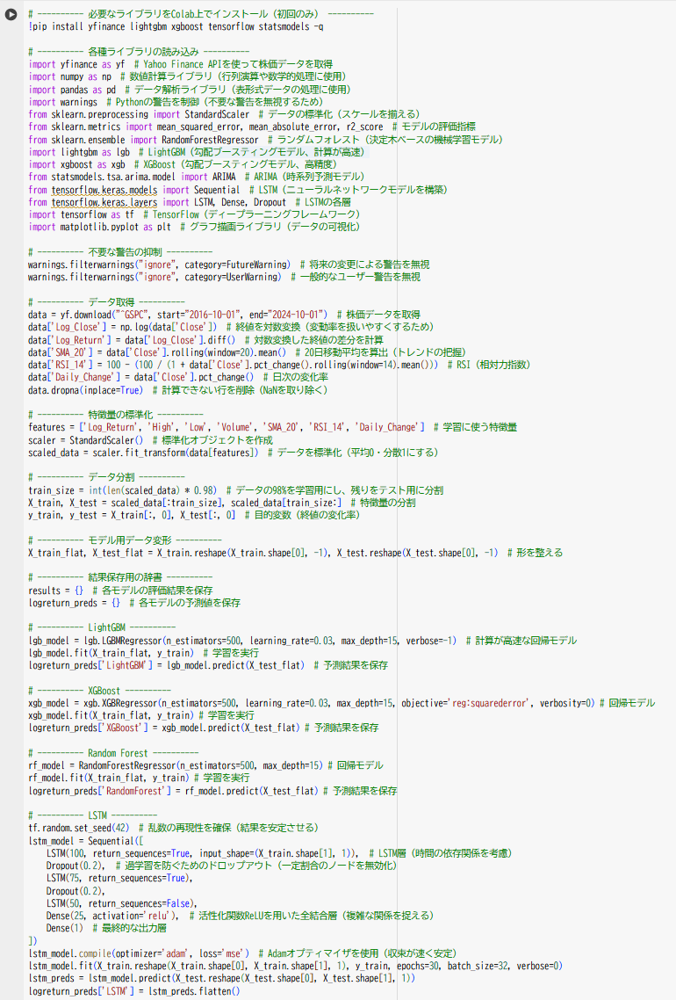 # ---------- 必要なライブラリをColab上でインストール（初回のみ） ----------
!pip install yfinance lightgbm xgboost tensorflow statsmodels -q
# ---------- 各種ライブラリの読み込み ----------
import yfinance as yf  # Yahoo Finance APIを使って株価データを取得
import numpy as np  # 数値計算ライブラリ（行列演算や数学的処理に使用）
import pandas as pd  # データ解析ライブラリ（表形式データの処理に使用）
import warnings  # Pythonの警告を制御（不要な警告を無視するため）
from sklearn.preprocessing import StandardScaler  # データの標準化（スケールを揃える）
from sklearn.metrics import mean_squared_error, mean_absolute_error, r2_score  # モデルの評価指標
from sklearn.ensemble import RandomForestRegressor  # ランダムフォレスト（決定木ベースの機械学習モデル）
import lightgbm as lgb  # LightGBM（勾配ブースティングモデル、計算が高速）
import xgboost as xgb  # XGBoost（勾配ブースティングモデル、高精度）
from statsmodels.tsa.arima.model import ARIMA  # ARIMA（時系列予測モデル）
from tensorflow.keras.models import Sequential  # LSTM（ニューラルネットワークモデルを構築）
from tensorflow.keras.layers import LSTM, Dense, Dropout  # LSTMの各層
import tensorflow as tf  # TensorFlow（ディープラーニングフレームワーク）
import matplotlib.pyplot as plt  # グラフ描画ライブラリ（データの可視化）
# ---------- 不要な警告の抑制 ----------
warnings.filterwarnings("ignore", category=FutureWarning)  # 将来の変更による警告を無視
warnings.filterwarnings("ignore", category=UserWarning)  # 一般的なユーザー警告を無視
# ---------- データ取得 ----------
data = yf.download("^GSPC", start="2016-10-01", end="2024-10-01")  # 株価データを取得
data['Log_Close'] = np.log(data['Close'])  # 終値を対数変換（変動率を扱いやすくするため）
data['Log_Return'] = data['Log_Close'].diff()  # 対数変換した終値の差分を計算
data['SMA_20'] = data['Close'].rolling(window=20).mean()  # 20日移動平均を算出（トレンドの把握）
data['RSI_14'] = 100 - (100 / (1 + data['Close'].pct_change().rolling(window=14).mean()))  # RSI（相対力指数）
data['Daily_Change'] = data['Close'].pct_change()  # 日次の変化率
data.dropna(inplace=True)  # 計算できない行を削除（NaNを取り除く）
# ---------- 特徴量の標準化 ----------
features = ['Log_Return', 'High', 'Low', 'Volume', 'SMA_20', 'RSI_14', 'Daily_Change']  # 学習に使う特徴量
scaler = StandardScaler()  # 標準化オブジェクトを作成
scaled_data = scaler.fit_transform(data[features])  # データを標準化（平均0・分散1にする）
# ---------- データ分割 ----------
train_size = int(len(scaled_data) * 0.98)  # データの98%を学習用にし、残りをテスト用に分割
X_train, X_test = scaled_data[:train_size], scaled_data[train_size:]  # 特徴量の分割
y_train, y_test = X_train[:, 0], X_test[:, 0]  # 目的変数（終値の変化率）
# ---------- モデル用データ変形 ----------
X_train_flat, X_test_flat = X_train.reshape(X_train.shape[0], -1), X_test.reshape(X_test.shape[0], -1)  # 形を整える
# ---------- 結果保存用の辞書 ----------
results = {}  # 各モデルの評価結果を保存
logreturn_preds = {}  # 各モデルの予測値を保存
# ---------- LightGBM ----------
lgb_model = lgb.LGBMRegressor(n_estimators=500, learning_rate=0.03, max_depth=15, verbose=-1)  # 計算が高速な回帰モデル
lgb_model.fit(X_train_flat, y_train)  # 学習を実行
logreturn_preds['LightGBM'] = lgb_model.predict(X_test_flat)  # 予測結果を保存
# ---------- XGBoost ----------
xgb_model = xgb.XGBRegressor(n_estimators=500, learning_rate=0.03, max_depth=15, objective='reg:squarederror', verbosity=0) # 回帰モデル
xgb_model.fit(X_train_flat, y_train) # 学習を実行
logreturn_preds['XGBoost'] = xgb_model.predict(X_test_flat) # 予測結果を保存
# ---------- Random Forest ----------
rf_model = RandomForestRegressor(n_estimators=500, max_depth=15) # 回帰モデル
rf_model.fit(X_train_flat, y_train) # 学習を実行
logreturn_preds['RandomForest'] = rf_model.predict(X_test_flat) # 予測結果を保存
# ---------- LSTM ----------
tf.random.set_seed(42)  # 乱数の再現性を確保（結果を安定させる）
lstm_model = Sequential([
    LSTM(100, return_sequences=True, input_shape=(X_train.shape[1], 1)),  # LSTM層（時間の依存関係を考慮）
    Dropout(0.2),  # 過学習を防ぐためのドロップアウト（一定割合のノードを無効化）
    LSTM(75, return_sequences=True),
    Dropout(0.2),
    LSTM(50, return_sequences=False),
    Dense(25, activation='relu'),  # 活性化関数ReLUを用いた全結合層（複雑な関係を捉える）
    Dense(1)  # 最終的な出力層
])
lstm_model.compile(optimizer='adam', loss='mse')  # Adamオプティマイザを使用（収束が速く安定）
lstm_model.fit(X_train.reshape(X_train.shape[0], X_train.shape[1], 1), y_train, epochs=30, batch_size=32, verbose=0)
lstm_preds = lstm_model.predict(X_test.reshape(X_test.shape[0], X_test.shape[1], 1))
logreturn_preds['LSTM'] = lstm_preds.flatten()